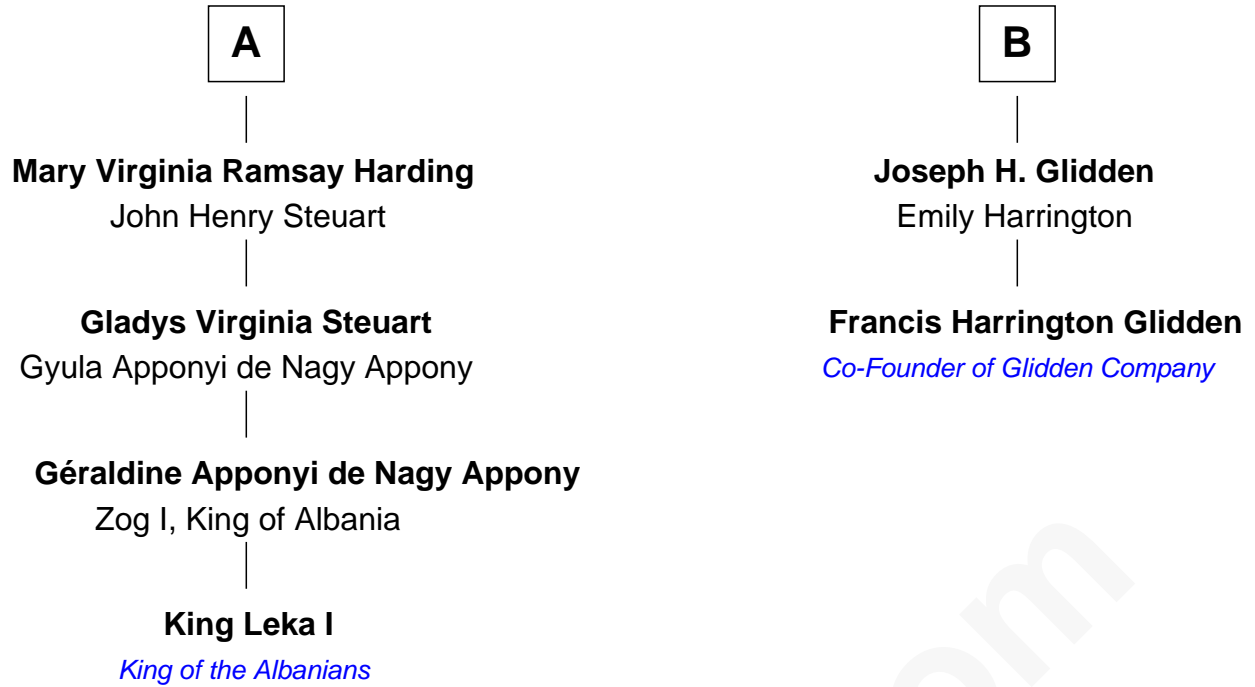 A
Mary Virginia Ramsay Harding
John Henry Steuart
Gladys Virginia Steuart
Gyula Apponyi de Nagy Appony
Géraldine Apponyi de Nagy Appony
Zog I, King of Albania
King Leka I
King of the Albanians
B
Joseph H. Glidden
Emily Harrington
Francis Harrington Glidden
Co-Founder of Glidden Company